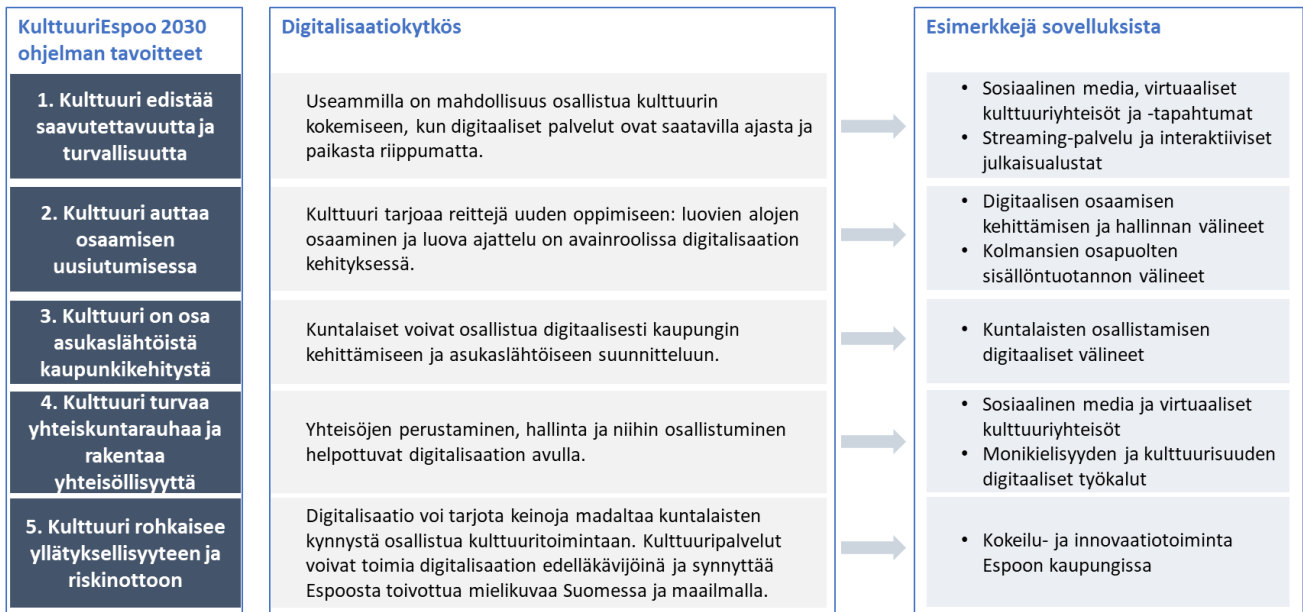 KulttuuriEspoo 2030
ohjelman tavoitteet
Digitalisaatiokytkös
Esimerkkejä sovelluksista
1. Kulttuuri edistää
saavutettavuutta ja
turvallisuutta
Useammilla on mahdollisuus osallistua kulttuurin
kokemiseen, kun digitaaliset palvelut ovat saatavilla ajasta ja
paikasta riippumatta.
• Sosiaalinen media, virtuaaliset
kulttuuriyhteisöt ja -tapahtumat
• Streaming-palvelu ja interaktiiviset
julkaisualustat
2. Kulttuuri auttaa
osaamisen
uusiutumisessa
Kulttuuri tarjoaa reittejä uuden oppimiseen: luovien alojen
osaaminen ja luova ajattelu on avainroolissa digitalisaation
kehityksessä.
• Digitaalisen osaamisen
kehittämisen ja hallinnan välineet
• Kolmansien osapuolten
sisällöntuotannon välineet
3. Kulttuuri on osa
asukaslähtöistä
kaupunkikehitystä
Kuntalaiset voivat osallistua digitaalisesti kaupungin
kehittämiseen ja asukaslähtöiseen suunnitteluun.
• Kuntalaisten osallistamisen
digitaaliset välineet
4. Kulttuuri turvaa
yhteiskuntarauhaa ja
rakentaa
yhteisöllisyyttä
Yhteisöjen perustaminen, hallinta ja niihin osallistuminen
helpottuvat digitalisaation avulla.
• Sosiaalinen media ja virtuaaliset
kulttuuriyhteisöt
• Monikielisyyden ja kulttuurisuuden
digitaaliset työkalut
5. Kulttuuri rohkaisee
yllätyksellisyyteen ja
riskinottoon
Digitalisaatio voi tarjota keinoja madaltaa kuntalaisten
kynnystä osallistua kulttuuritoimintaan. Kulttuuripalvelut
voivat toimia digitalisaation edelläkävijöinä ja synnyttää
Espoosta toivottua mielikuvaa Suomessa ja maailmalla.
• Kokeilu- ja innovaatiotoiminta
Espoon kaupungissa